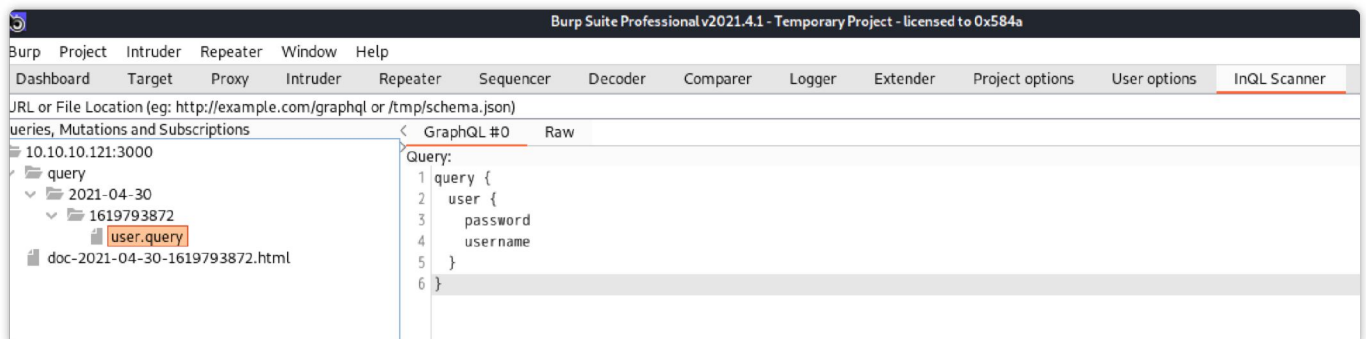 Burp Suite Professional v2021.4.1 - Temporary Project - licensed to 0x584a
Burp Project Intruder Repeater Window Help
Dashboard Target Proxy Intruder Repeater Sequencer Decoder Comparer Logger Extender Project options User options InQL Scanner
URL or File Location (eg: http://example.com/graphql or /tmp/schema.json)
ueries, Mutations and Subscriptions
10.10.10.121:3000
query
2021-04-30
1619793872
user.query
doc-2021-04-30-1619793872.html
GraphQL #0 Raw
Query:
1 query {
2 user {
3 password
4 username
5 }
6 }